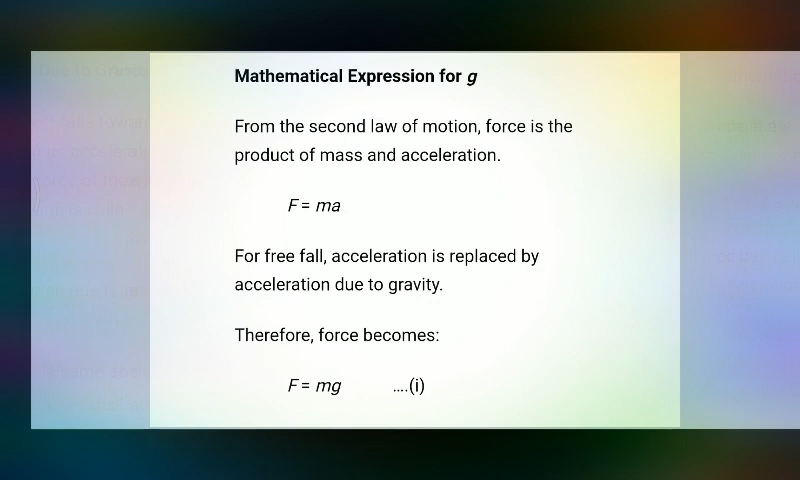 Mathematical Expression for g
From the second law of motion, force is the
product of mass and acceleration.
F = ma
For free fall, acceleration is replaced by
acceleration due to gravity.
Therefore, force becomes:
F = mg ....(i)